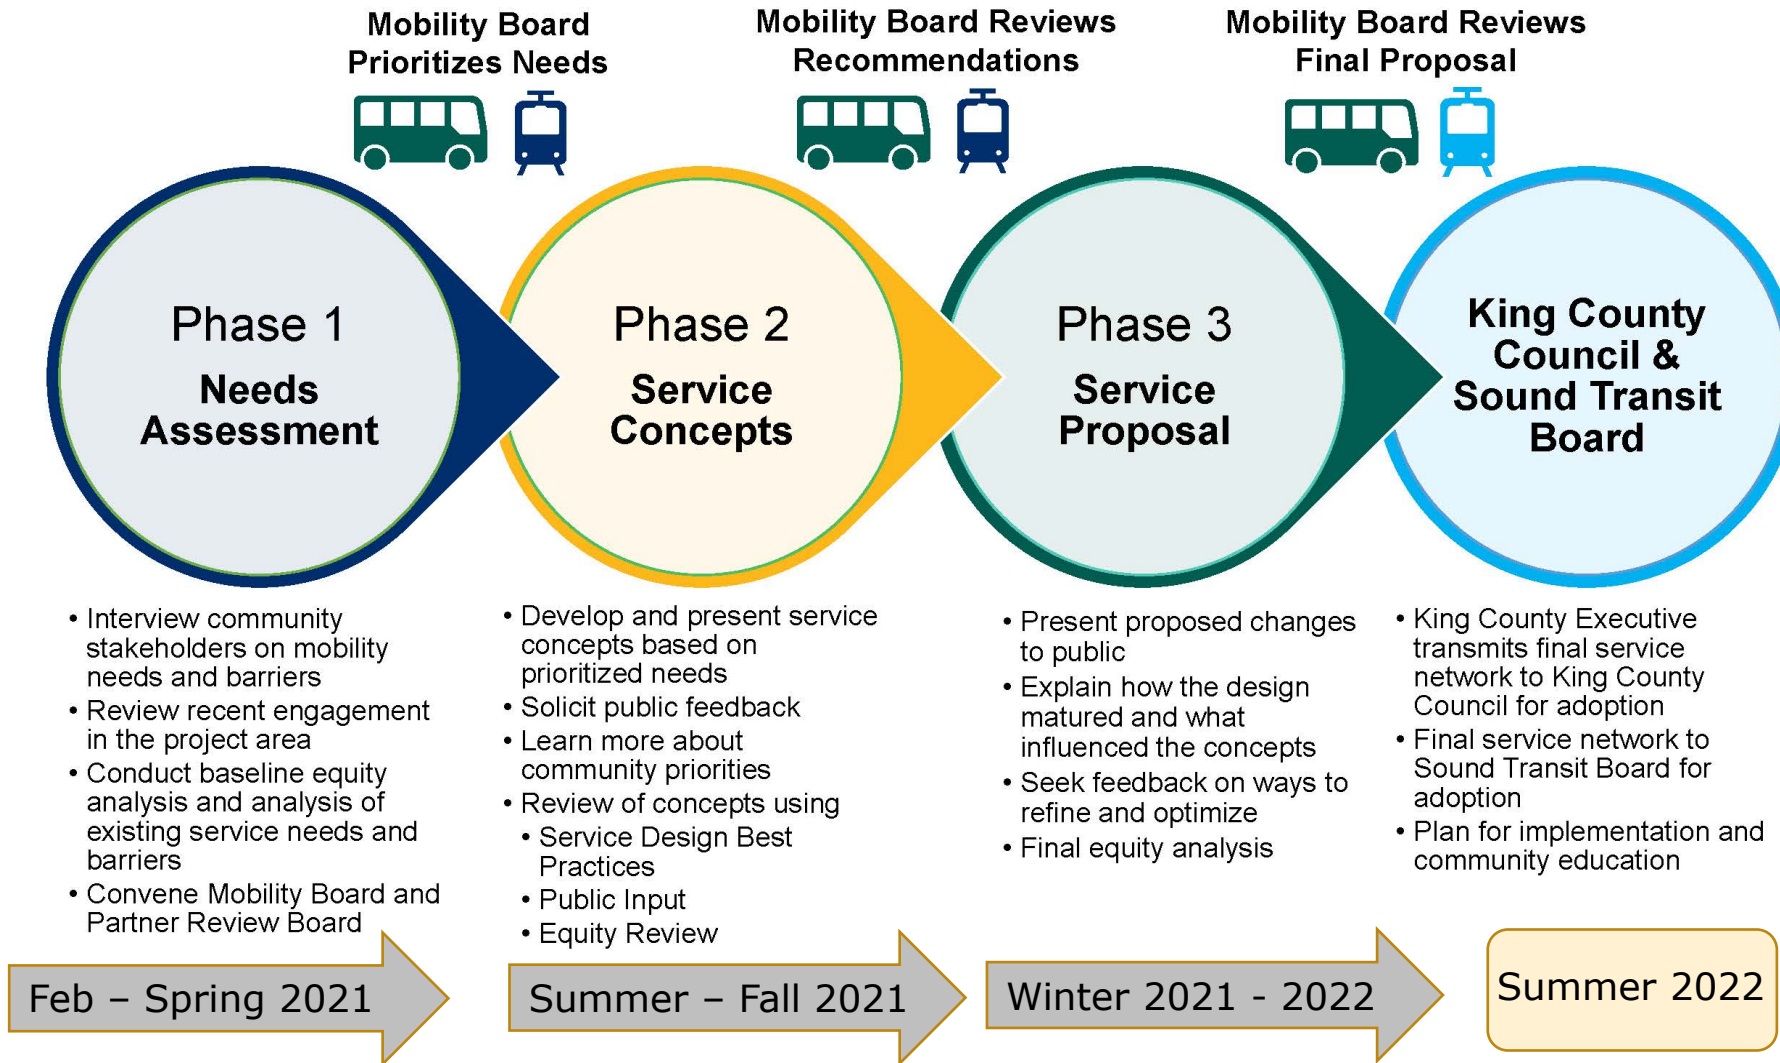 Mobility Board
Prioritizes Needs
Mobility Board Reviews
Recommendations
Mobility Board Reviews
Final Proposal
Phase 1
Needs
Assessment
Phase 2
Service
Concepts
Phase 3
Service
Proposal
King County
Council &
Sound Transit
Board
• Interview community
stakeholders on mobility
needs and barriers
• Review recent engagement
in the project area
• Conduct baseline equity
analysis and analysis of
existing service needs and
barriers
• Convene Mobility Board and
Partner Review Board
• Develop and present service
concepts based on
prioritized needs
• Solicit public feedback
• Learn more about
community priorities
• Review of concepts using
• Service Design Best
Practices
• Public Input
• Equity Review
• Present proposed changes
to public
• Explain how the design
matured and what
influenced the concepts
• Seek feedback on ways to
refine and optimize
• Final equity analysis
• King County Executive
transmits final service
network to King County
Council for adoption
• Final service network to
Sound Transit Board for
adoption
• Plan for implementation and
community education
Feb – Spring 2021
Summer – Fall 2021
Winter 2021 - 2022
Summer 2022